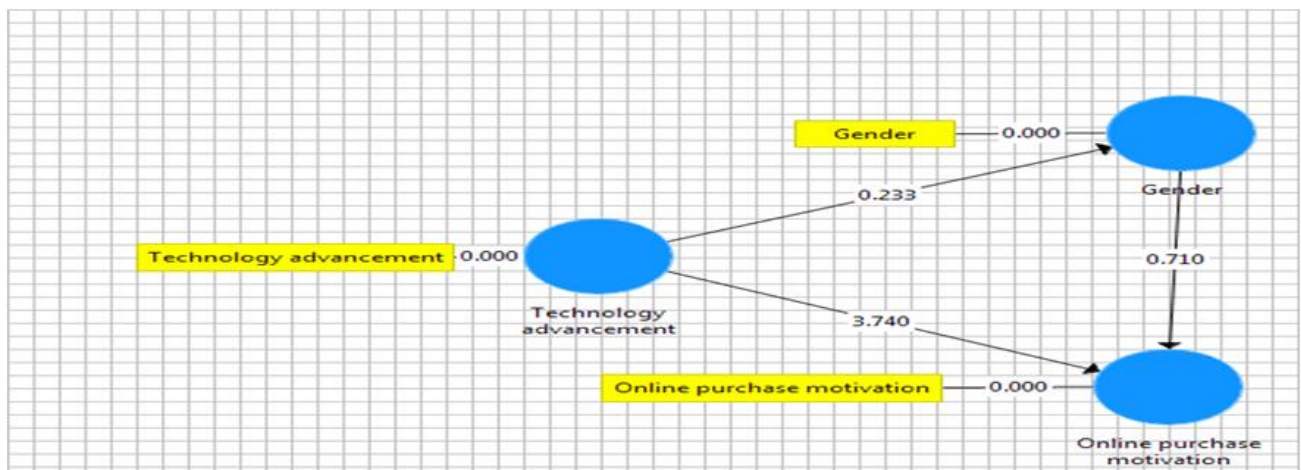 Gender
0.000
Gender
0.233
Technology advancement
0.000
0.710
Technology
advancement
3.740
Online purchase motivation
0.000
Online purchase
motivation